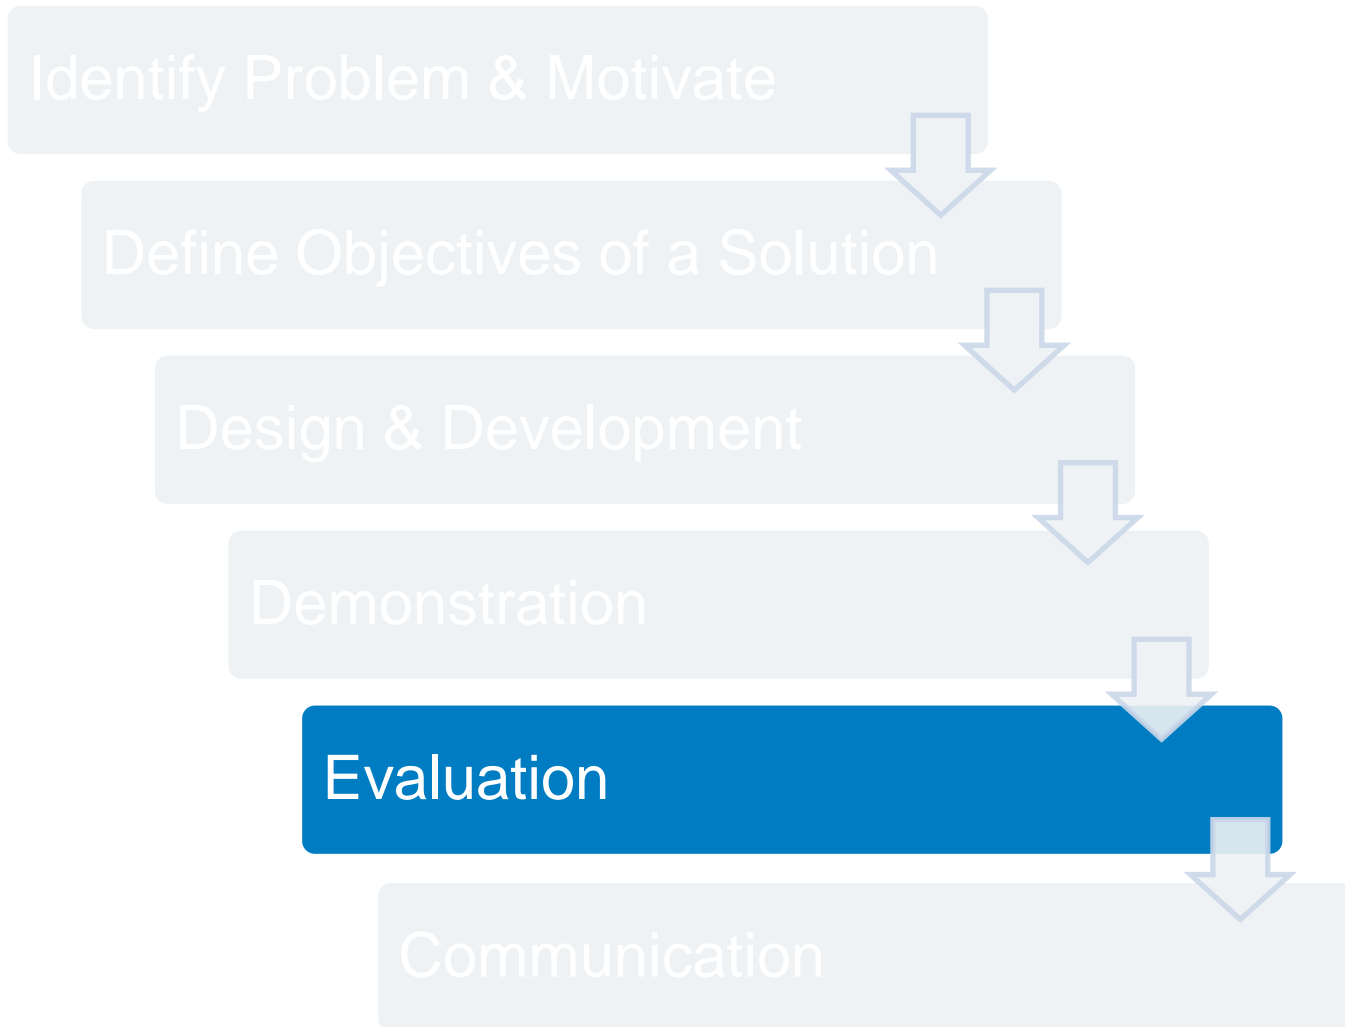 Identify Problem & Motivate
Define Objectives of a Solution
Design & Development
Demonstration
Evaluation
Communication